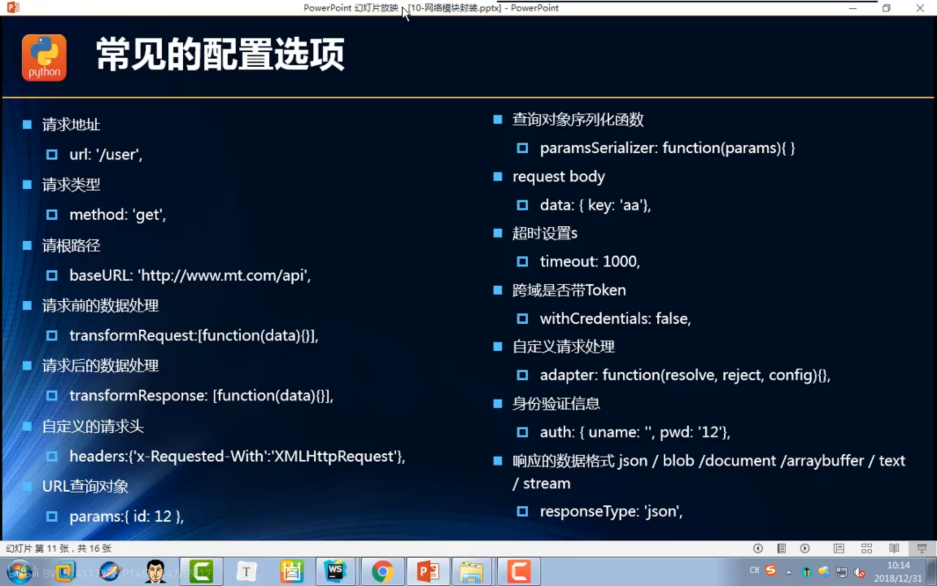 PowerPoint 幻灯片放映 - [10-网络模块封装.pptx] - PowerPoint
python
常见的配置选项
请求地址
url: '/user',
请求类型
method: 'get',
请根路径
baseURL: 'http://www.mt.com/api',
请求前的数据处理
transformRequest:[function(data){}],
请求后的数据处理
transformResponse: [function(data){}],
自定义的请求头
headers:{'x-Requested-With':'XMLHttpRequest'},
URL查询对象
params:{ id: 12 },
查询对象序列化函数
paramsSerializer: function(params){ }
request body
data: { key: 'aa'},
超时设置s
timeout: 1000,
跨域是否带Token
withCredentials: false,
自定义请求处理
adapter: function(resolve, reject, config){},
身份验证信息
auth: { uname: '', pwd: '12'},
响应的数据格式 json / blob /document /arraybuffer / text
/ stream
responseType: 'json',
幻灯片 第 11 张，共 16 张
T
WS
CH
10:14
2018/12/31